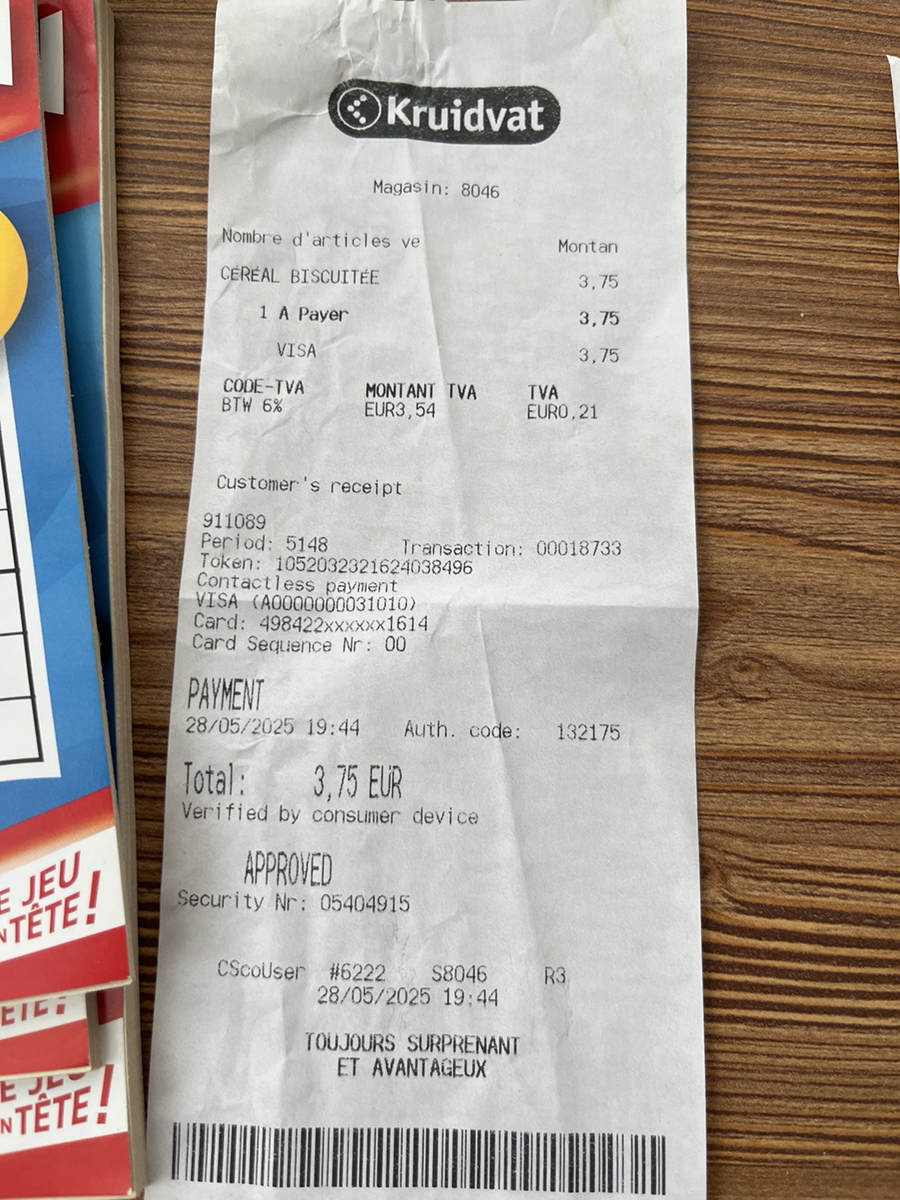 Kruidvat
Magasin: 8046
Nombre d'articles ve Montan
CÉRÉAL BISCUITÉE 3,75
1 A Payer 3,75
VISA 3,75
CODE-TVA MONTANT TVA TVA
BTW 6% EUR3,54 EUR0,21
Customer's receipt
911089
Period: 5148 Transaction: 00018733
Token: 1052032321624038496
Contactless payment
VISA (A0000000031010)
Card: 498422xxxxxx1614
Card Sequence Nr: 00
PAYMENT
28/05/2025 19:44 Auth. code: 132175
Total: 3,75 EUR
Verified by consumer device
APPROVED
Security Nr: 05404915
CScoUser #6222 S8046 R3
28/05/2025 19:44
TOUJOURS SURPRENANT
ET AVANTAGEUX
E JEU
N TÊTE!
ETE!
E JEU
N TÊTE!